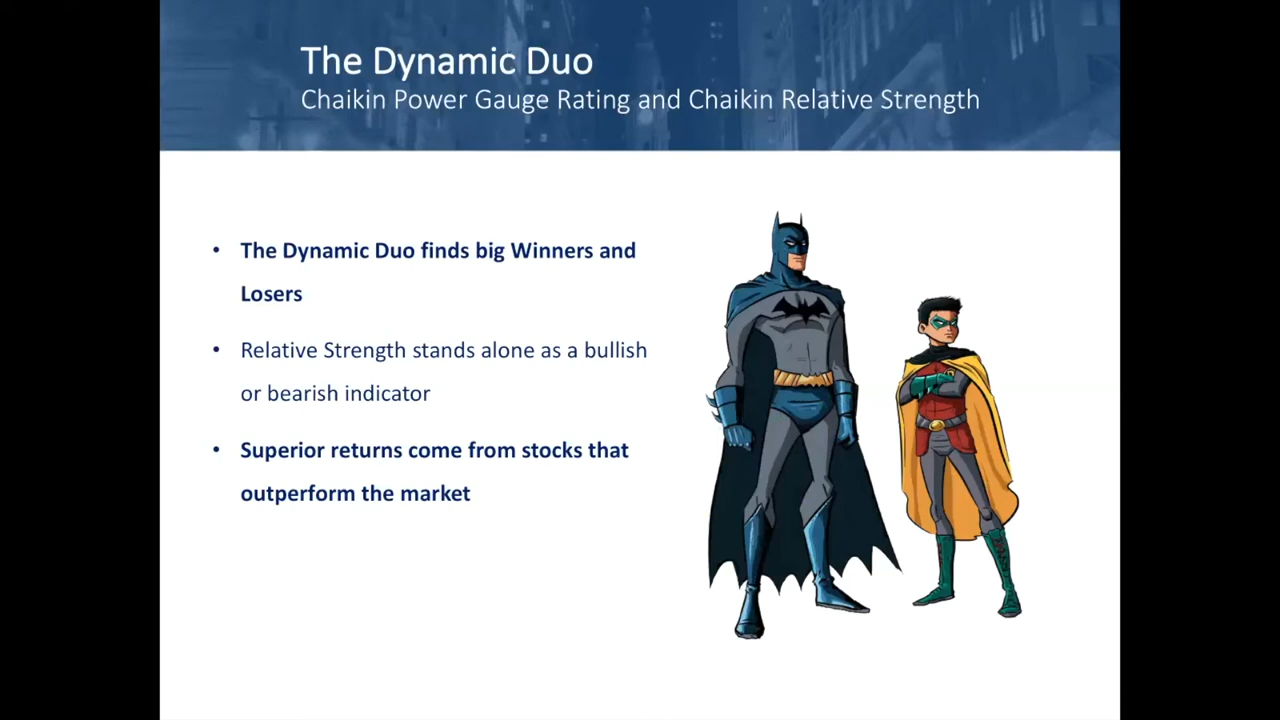 The Dynamic Duo
Chaikin Power Gauge Rating and Chaikin Relative Strength
• The Dynamic Duo finds big Winners and
Losers
• Relative Strength stands alone as a bullish
or bearish indicator
• Superior returns come from stocks that
outperform the market